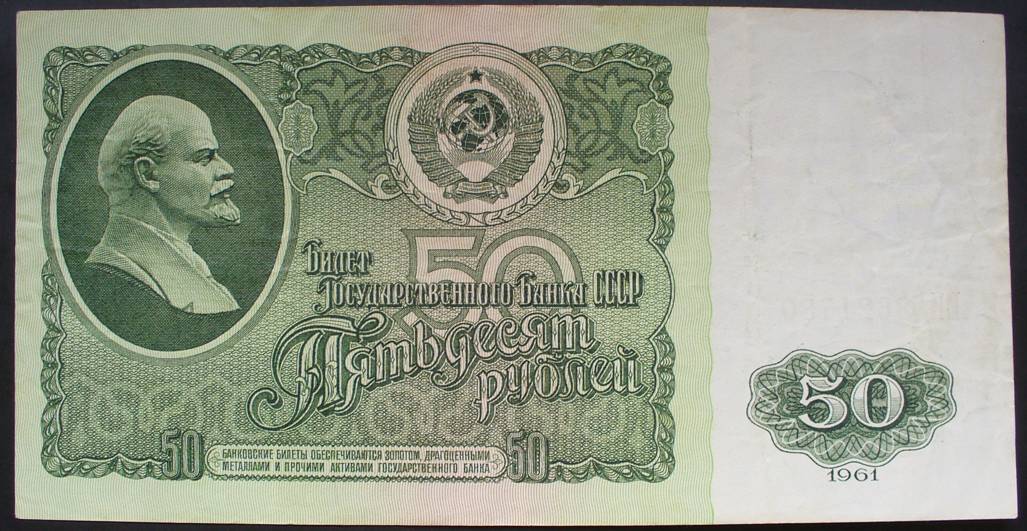 Билет
Государственного Банка СССР
50
Пятьдесят
рублей
50
БАНКОВСКИЕ БИЛЕТЫ ОБЕСПЕЧИВАЮТСЯ ЗОЛОТОМ, ДРАГОЦЕННЫМИ
МЕТАЛЛАМИ И ПРОЧИМИ АКТИВАМИ ГОСУДАРСТВЕННОГО БАНКА
50
50
1961